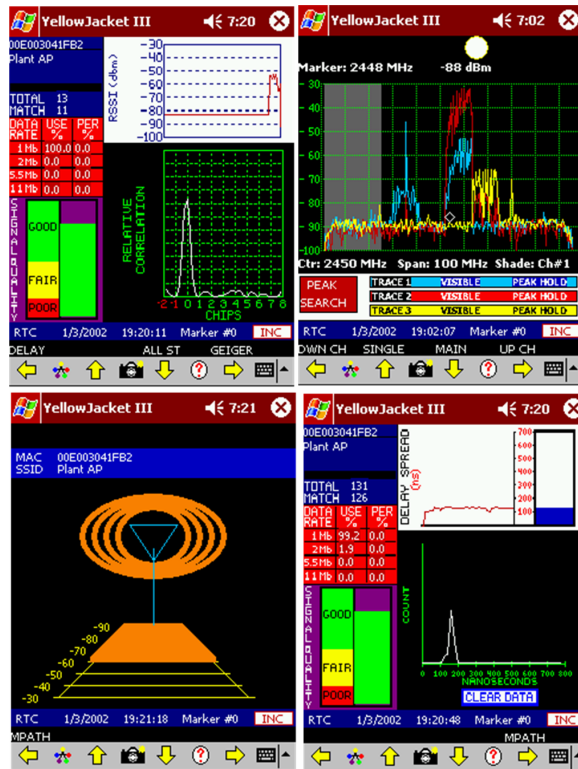 YellowJacket III 7:20
00E003041FB2
Plant AP
TOTAL 13
MATCH 11
DATA RATE USE % PER %
1 Mb 100.0 0.0
2 Mb 0.0 0.0
5.5 Mb 0.0 0.0
11 Mb 0.0 0.0
SIGNAL QUALITY
GOOD
FAIR
POOR
RSSI (dBm)
-30
-40
-50
-60
-70
-80
-90
-100
RELATIVE CORRELATION
-2 -1 0 1 2 3 4 5 6 7 8
CHIPS
RTC 1/3/2002 19:20:11 Marker #0 INC
DELAY ALL ST GEIGER
YellowJacket III 7:02
Marker: 2448 MHz -88 dBm
-30
-40
-50
-60
-70
-80
-90
-100
Ctr: 2450 MHz Span: 100 MHz Shade: Ch#1
PEAK SEARCH
TRACE 1 VISIBLE PEAK HOLD
TRACE 2 VISIBLE PEAK HOLD
TRACE 3 VISIBLE PEAK HOLD
RTC 1/3/2002 19:02:07 Marker #0 INC
DWN CH SINGLE MAIN UP CH
YellowJacket III 7:21
MAC 00E003041FB2
SSID Plant AP
-90
-80
-70
-60
-50
-40
-30
RTC 1/3/2002 19:21:18 Marker #0 INC
MPATH
YellowJacket III 7:20
00E003041FB2
Plant AP
TOTAL 131
MATCH 126
DATA RATE USE % PER %
1 Mb 99.2 0.0
2 Mb 1.9 0.0
5.5 Mb 0.0 0.0
11 Mb 0.0 0.0
SIGNAL QUALITY
GOOD
FAIR
POOR
DELAY SPREAD
(ns)
700
600
500
400
300
200
100
COUNT
0 100 200 300 400 500 600 700 800
NANOSECONDS
CLEAR DATA
RTC 1/3/2002 19:20:48 Marker #0 INC
MPATH